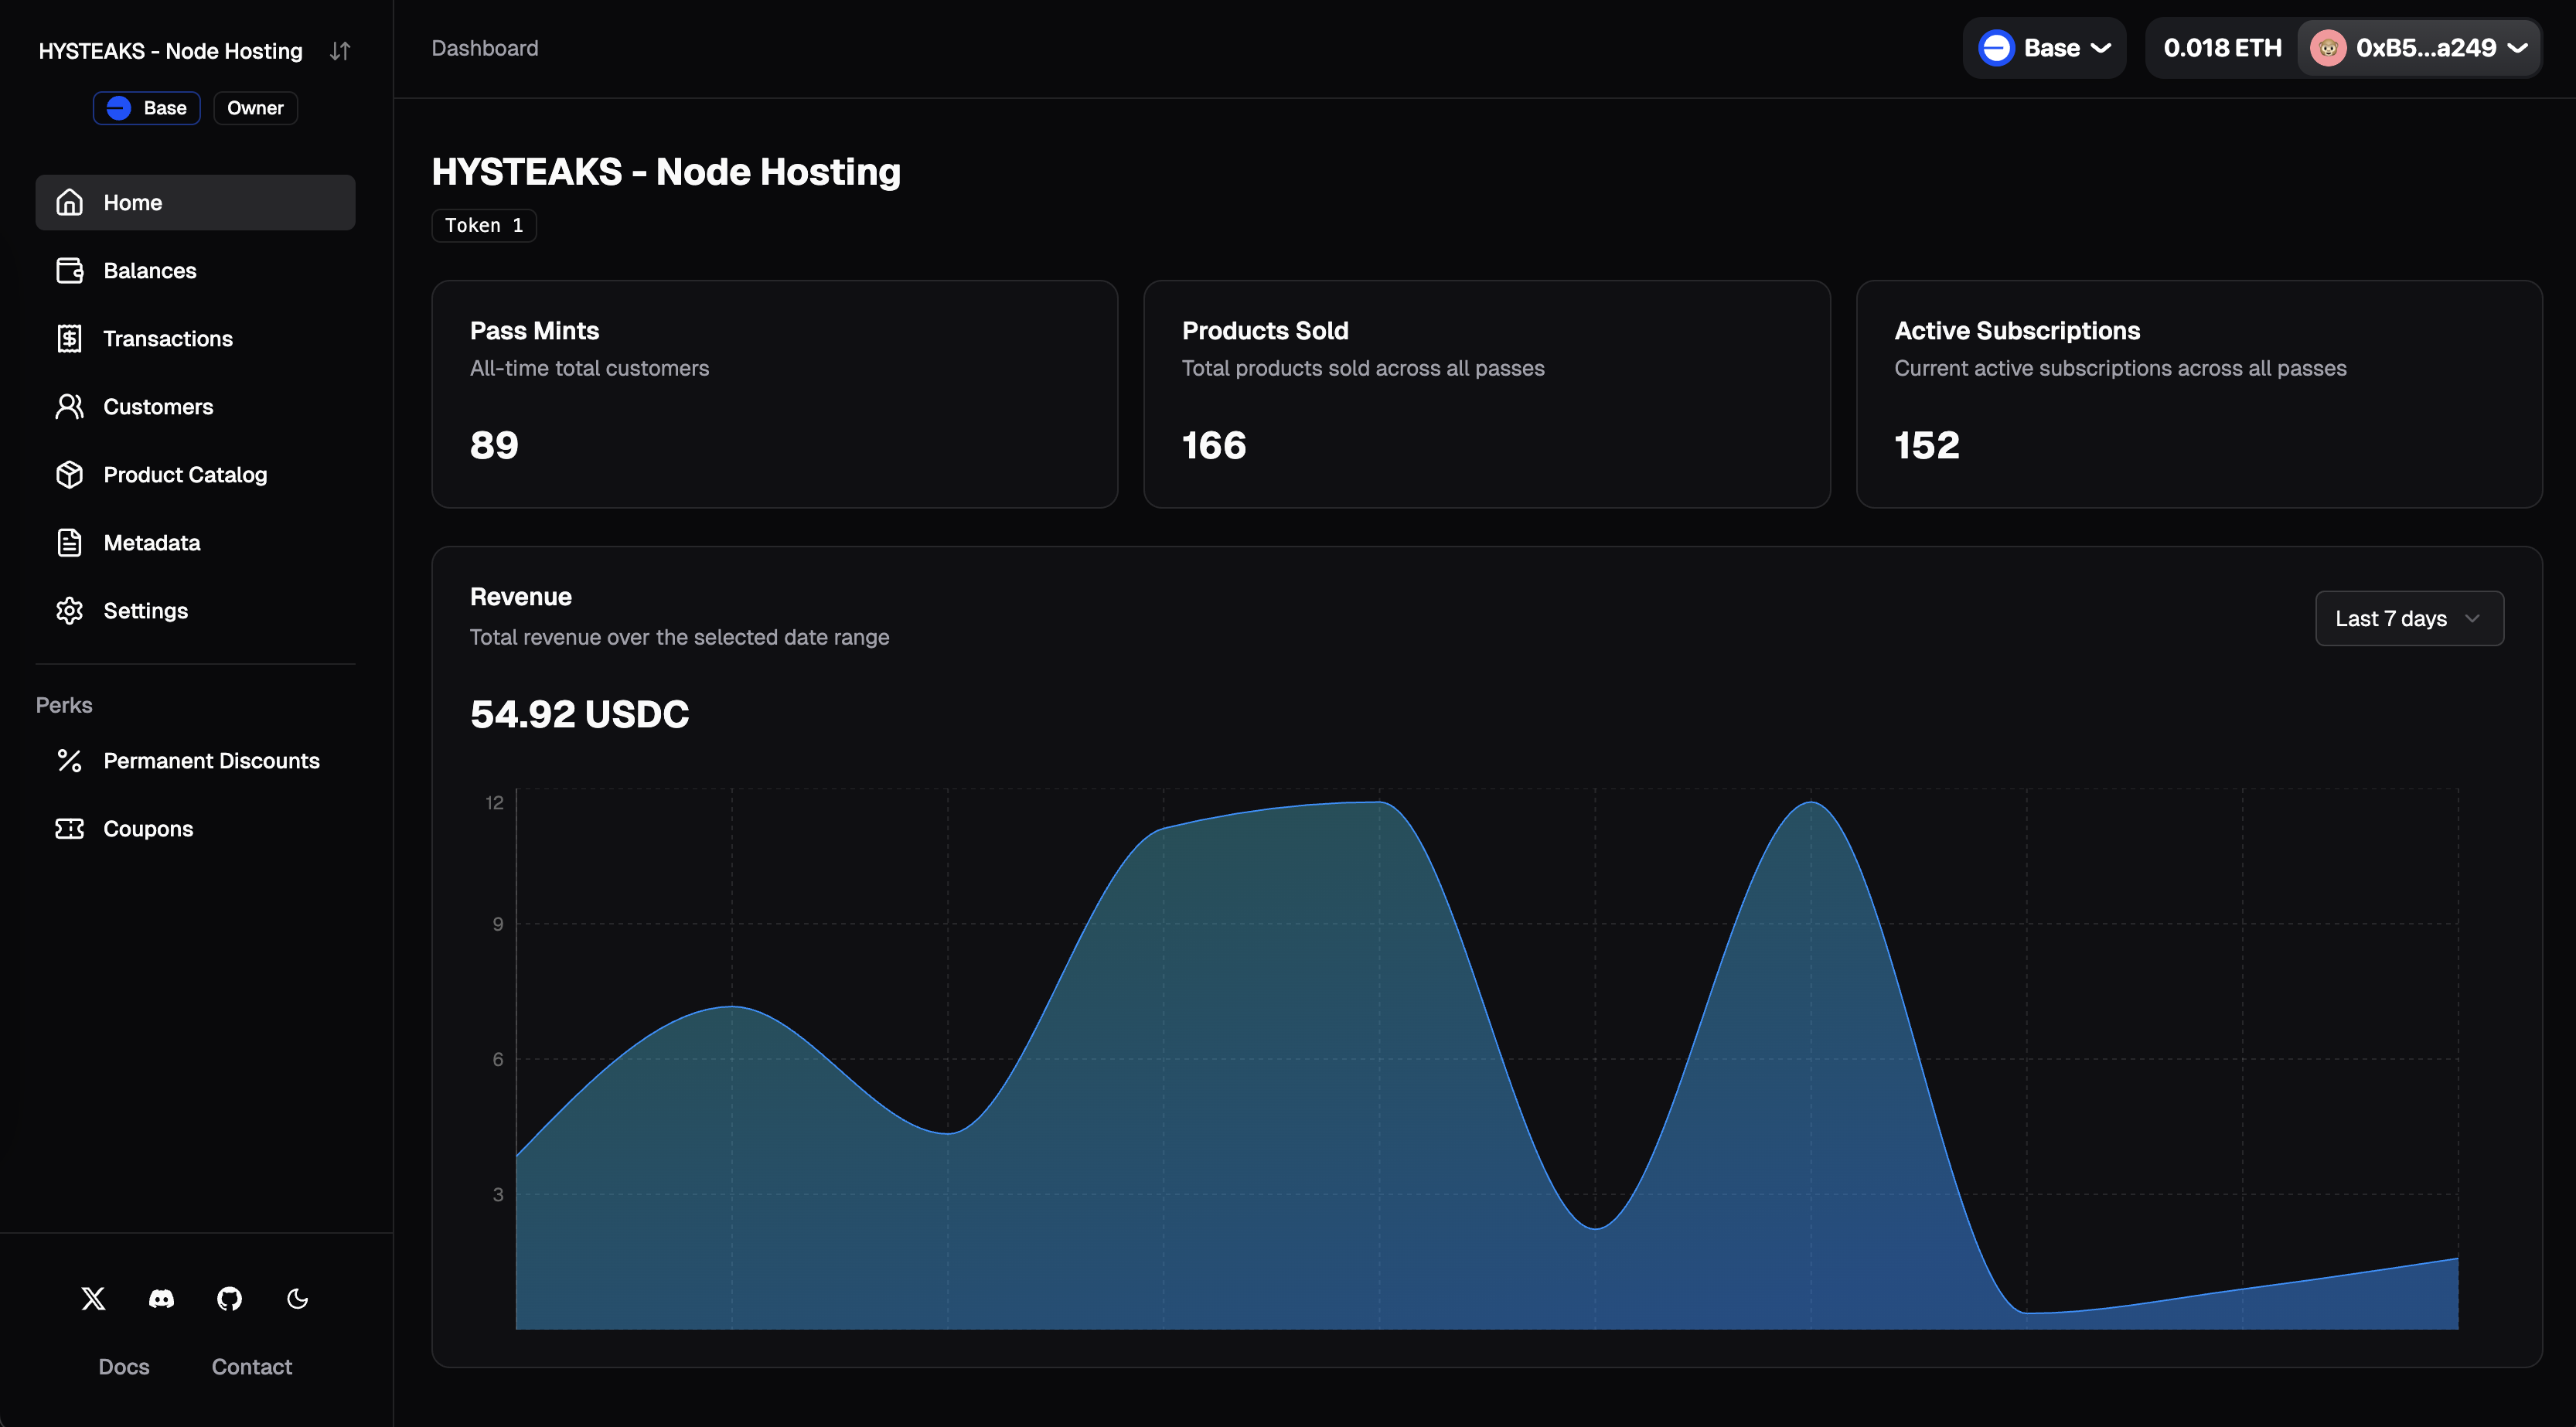 HYSTEAKS - Node Hosting
Base
Owner
Home
Balances
Transactions
Customers
Product Catalog
Metadata
Settings
Perks
Permanent Discounts
Coupons
Docs
Contact
Dashboard
Base
0.018 ETH
0xB5...a249
HYSTEAKS - Node Hosting
Token 1
Pass Mints
All-time total customers
89
Products Sold
Total products sold across all passes
166
Active Subscriptions
Current active subscriptions across all passes
152
Revenue
Total revenue over the selected date range
Last 7 days
54.92 USDC
12
9
6
3